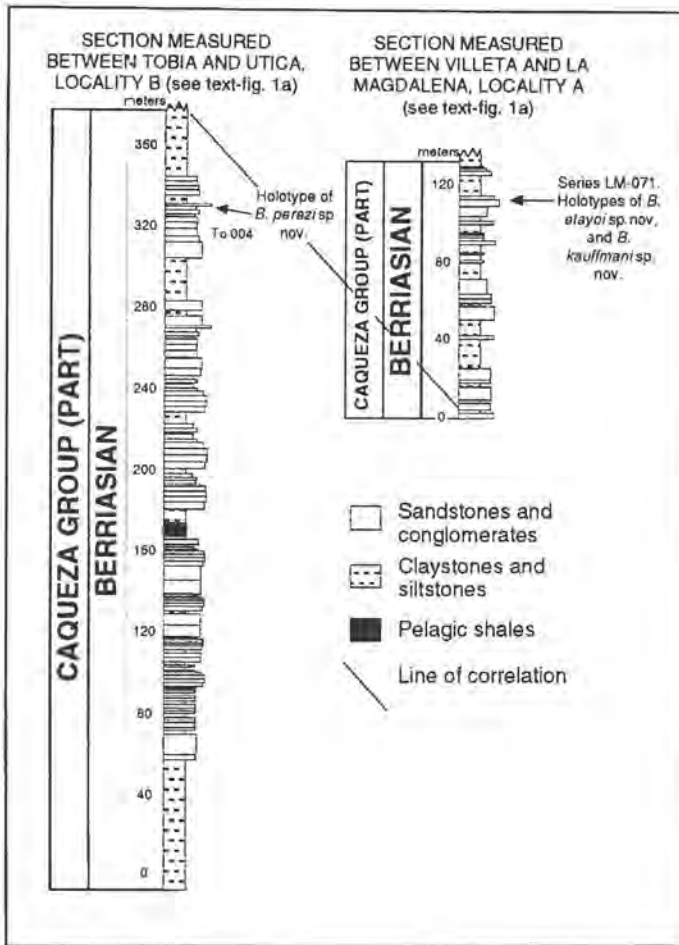 SECTION MEASURED
BETWEEN TOBIA AND UTICA,
LOCALITY B (see text-fig. 1a)
meters
360
320
280
240
200
160
120
80
40
0
CAQUEZA GROUP (PART)
BERRIASIAN
Holotype of
B. perezi sp
nov.
To 004
SECTION MEASURED
BETWEEN VILLETA AND LA
MAGDALENA, LOCALITY A
(see text-fig. 1a)
meters
120
80
40
0
CAQUEZA GROUP (PART)
BERRIASIAN
Series LM-071.
Holotypes of B.
etayoi sp. nov,
and B.
kauffmani sp.
nov.
Sandstones and
conglomerates
Claystones and
siltstones
Pelagic shales
Line of correlation